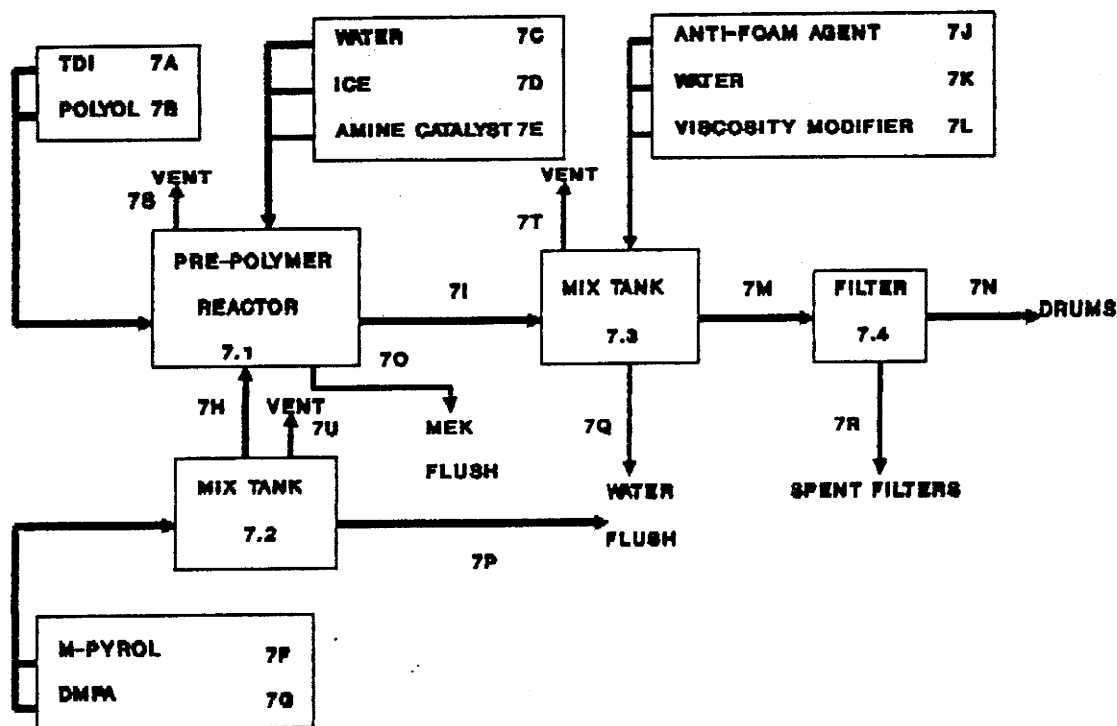 TDI 7A
POLYOL 7B
WATER 7C
ICE 7D
AMINE CATALYST 7E
ANTI-FOAM AGENT 7J
WATER 7K
VISCOSITY MODIFIER 7L
VENT
7S
VENT
7T
PRE-POLYMER
REACTOR
7.1
7I
MIX TANK
7.3
7M
FILTER
7.4
7N
DRUMS
7O
7H
VENT
7U
MEK
FLUSH
7Q
7R
MIX TANK
7.2
WATER
FLUSH
SPENT FILTERS
7P
M-PYROL 7F
DMPA 7G